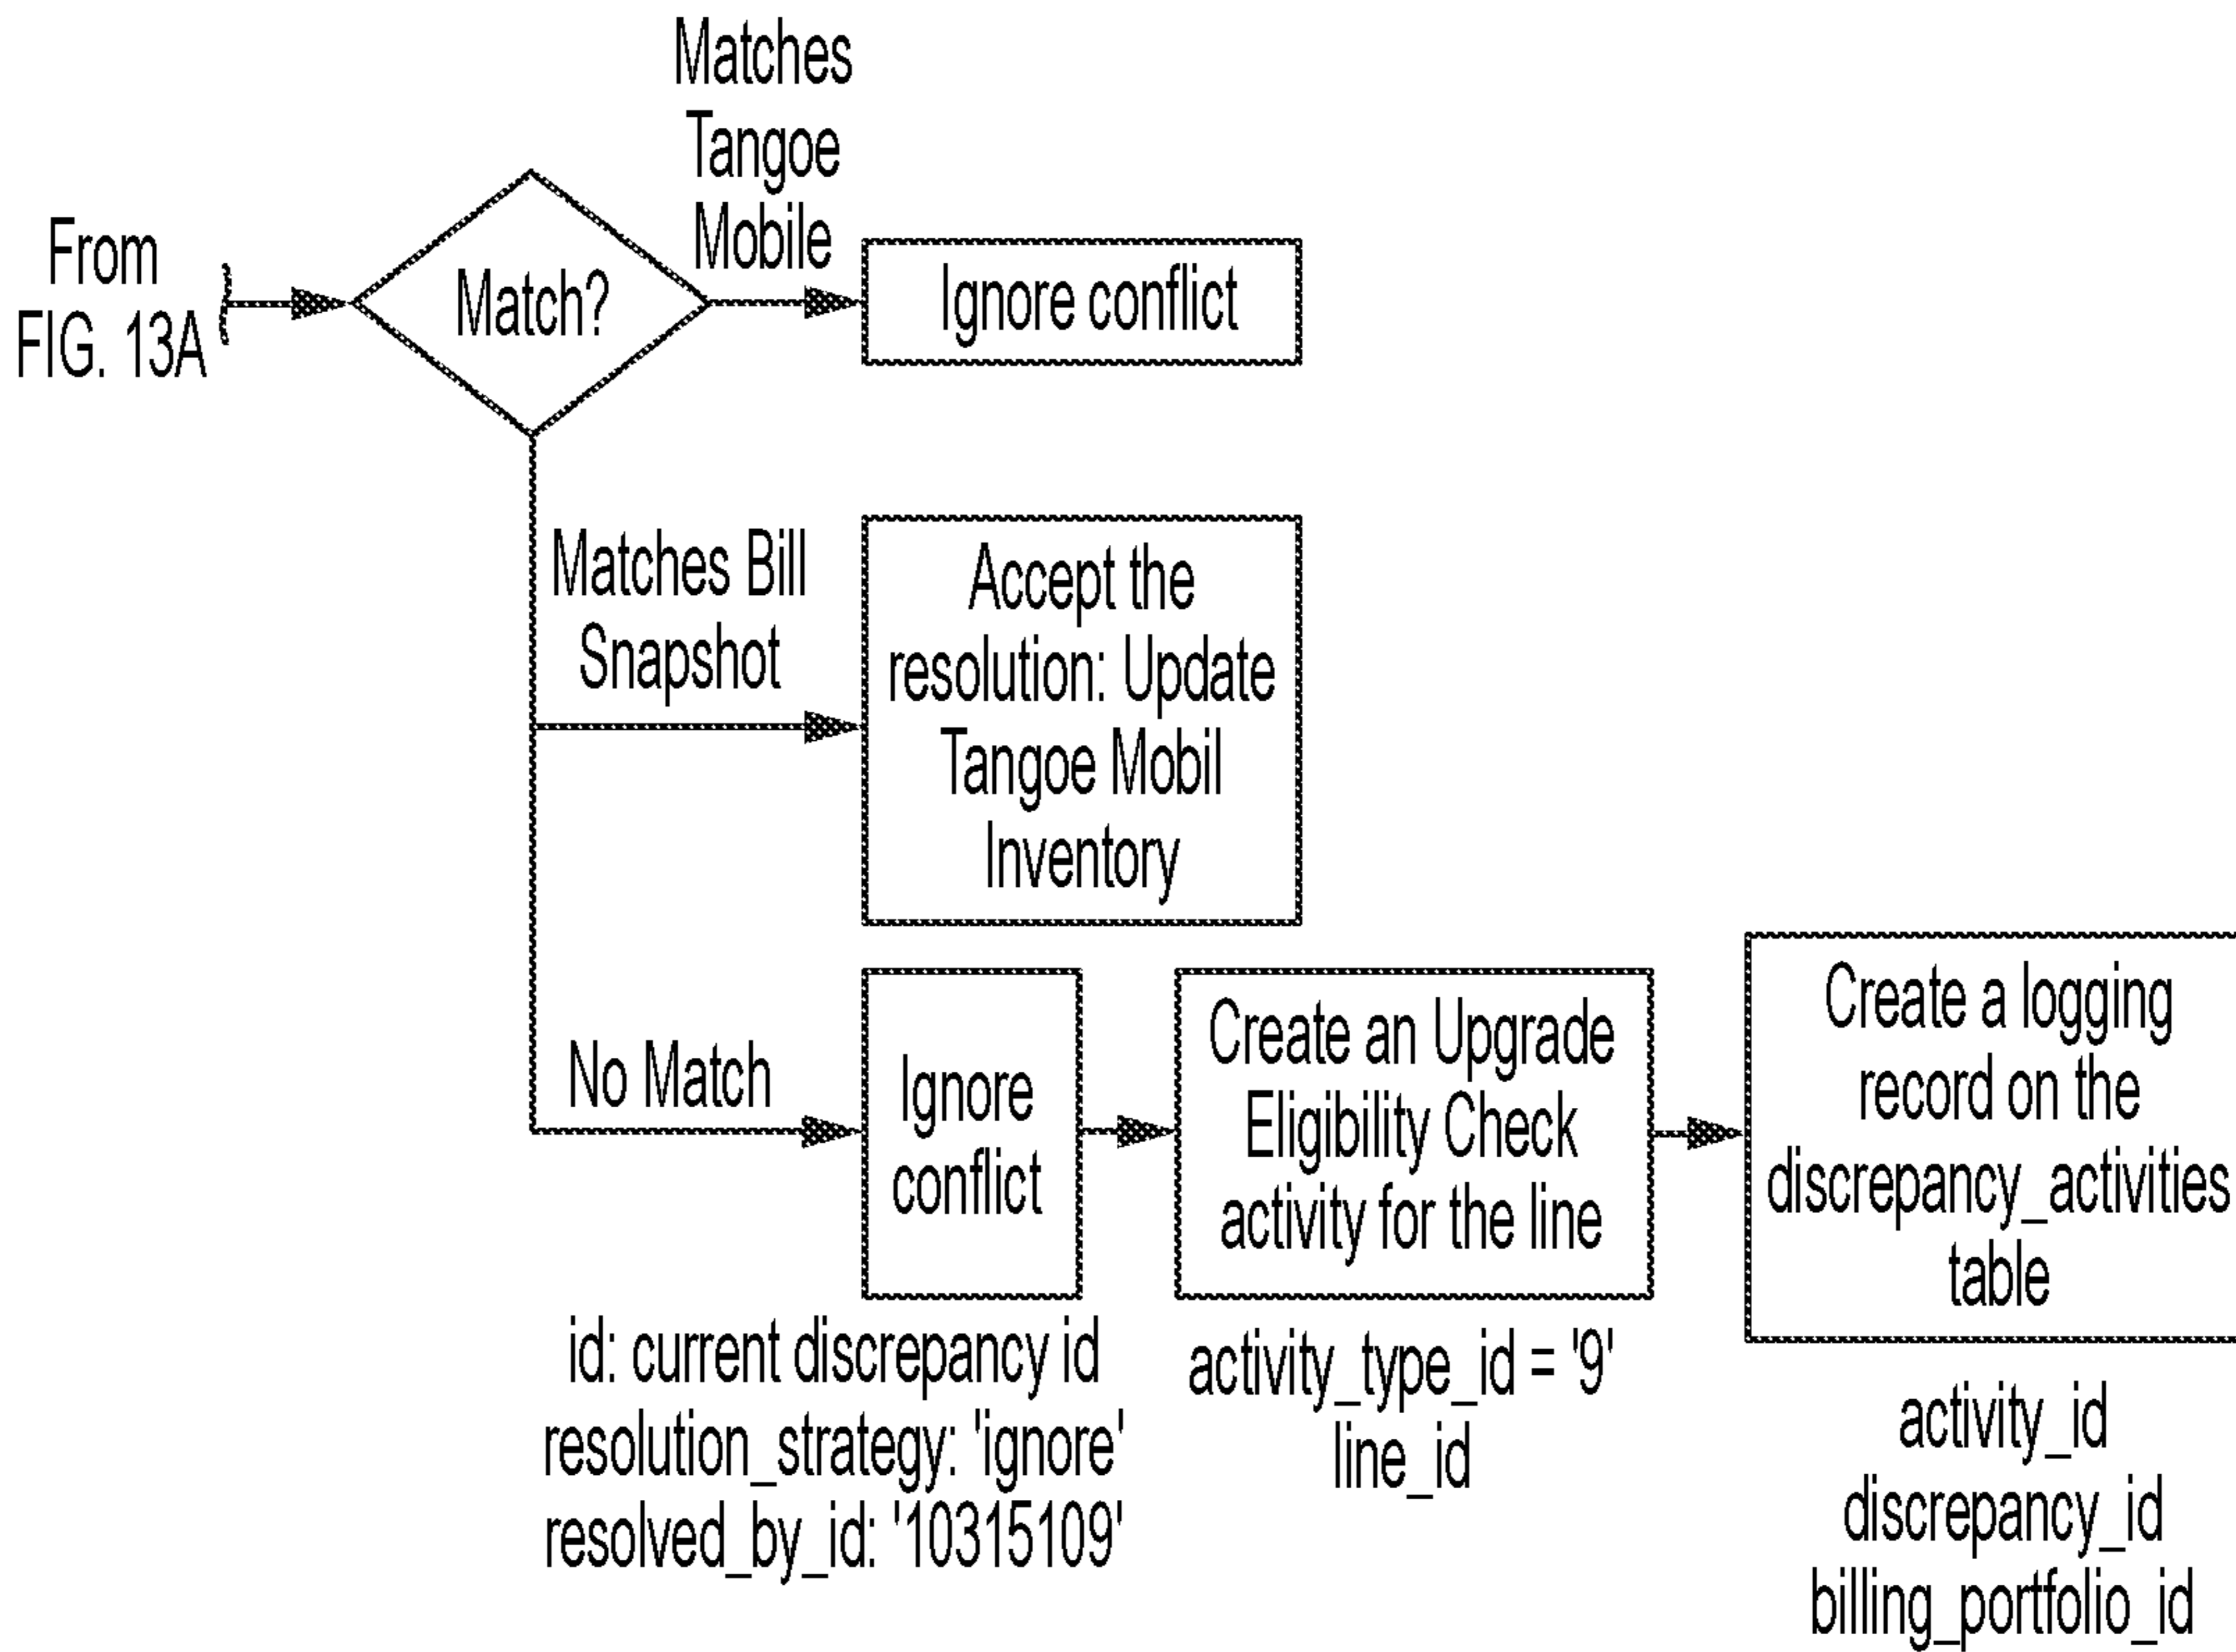 From
FIG. 13A
Match?
Matches
Tangoe
Mobile
Ignore conflict
Matches Bill
Snapshot
Accept the
resolution: Update
Tangoe Mobil
Inventory
No Match
Ignore
conflict
id: current discrepancy id
resolution_strategy: 'ignore'
resolved_by_id: '10315109'
Create an Upgrade
Eligibility Check
activity for the line
activity_type_id = '9'
line_id
Create a logging
record on the
discrepancy_activities
table
activity_id
discrepancy_id
billing_portfolio_id